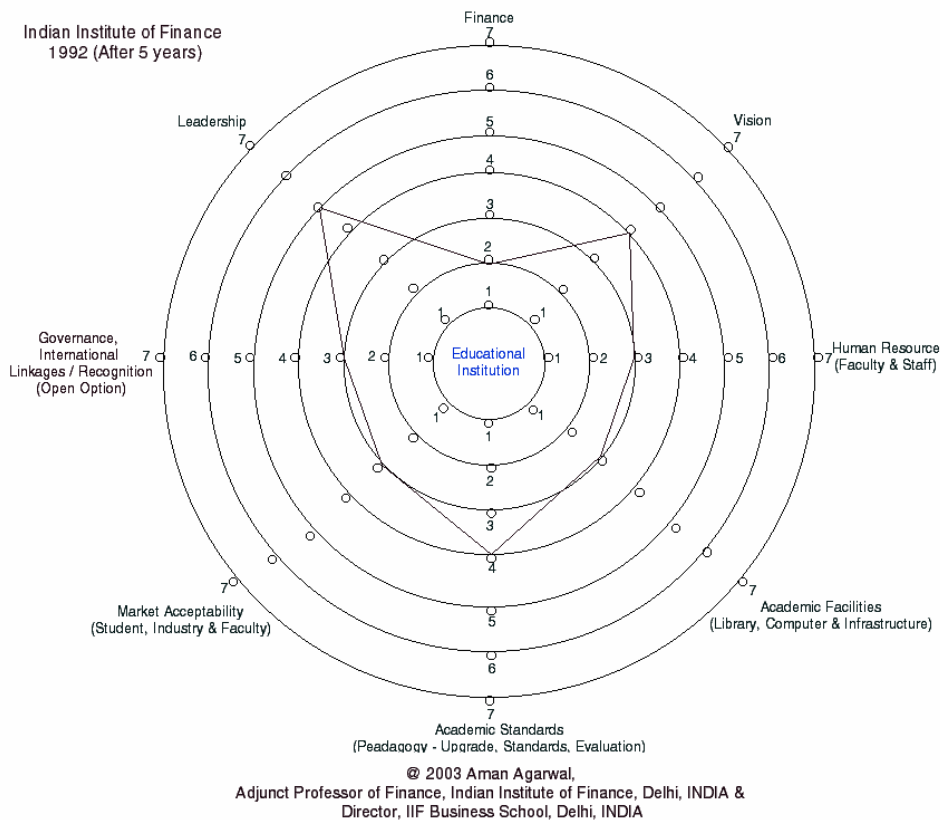 Indian Institute of Finance
1992 (After 5 years)
Finance
7
6
5
4
3
2
1
Leadership
7
Vision
7
1
1
Governance,
International
Linkages / Recognition
(Open Option)
7 6 5 4 3 2 1
Educational
Institution
1 2 3 4 5 6 7
Human Resource
(Faculty & Staff)
1
1
1
2
3
4
5
6
7
7
Market Acceptability
(Student, Industry & Faculty)
7
Academic Facilities
(Library, Computer & Infrastructure)
Academic Standards
(Peadagogy - Upgrade, Standards, Evaluation)
@ 2003 Aman Agarwal,
Adjunct Professor of Finance, Indian Institute of Finance, Delhi, INDIA &
Director, IIF Business School, Delhi, INDIA